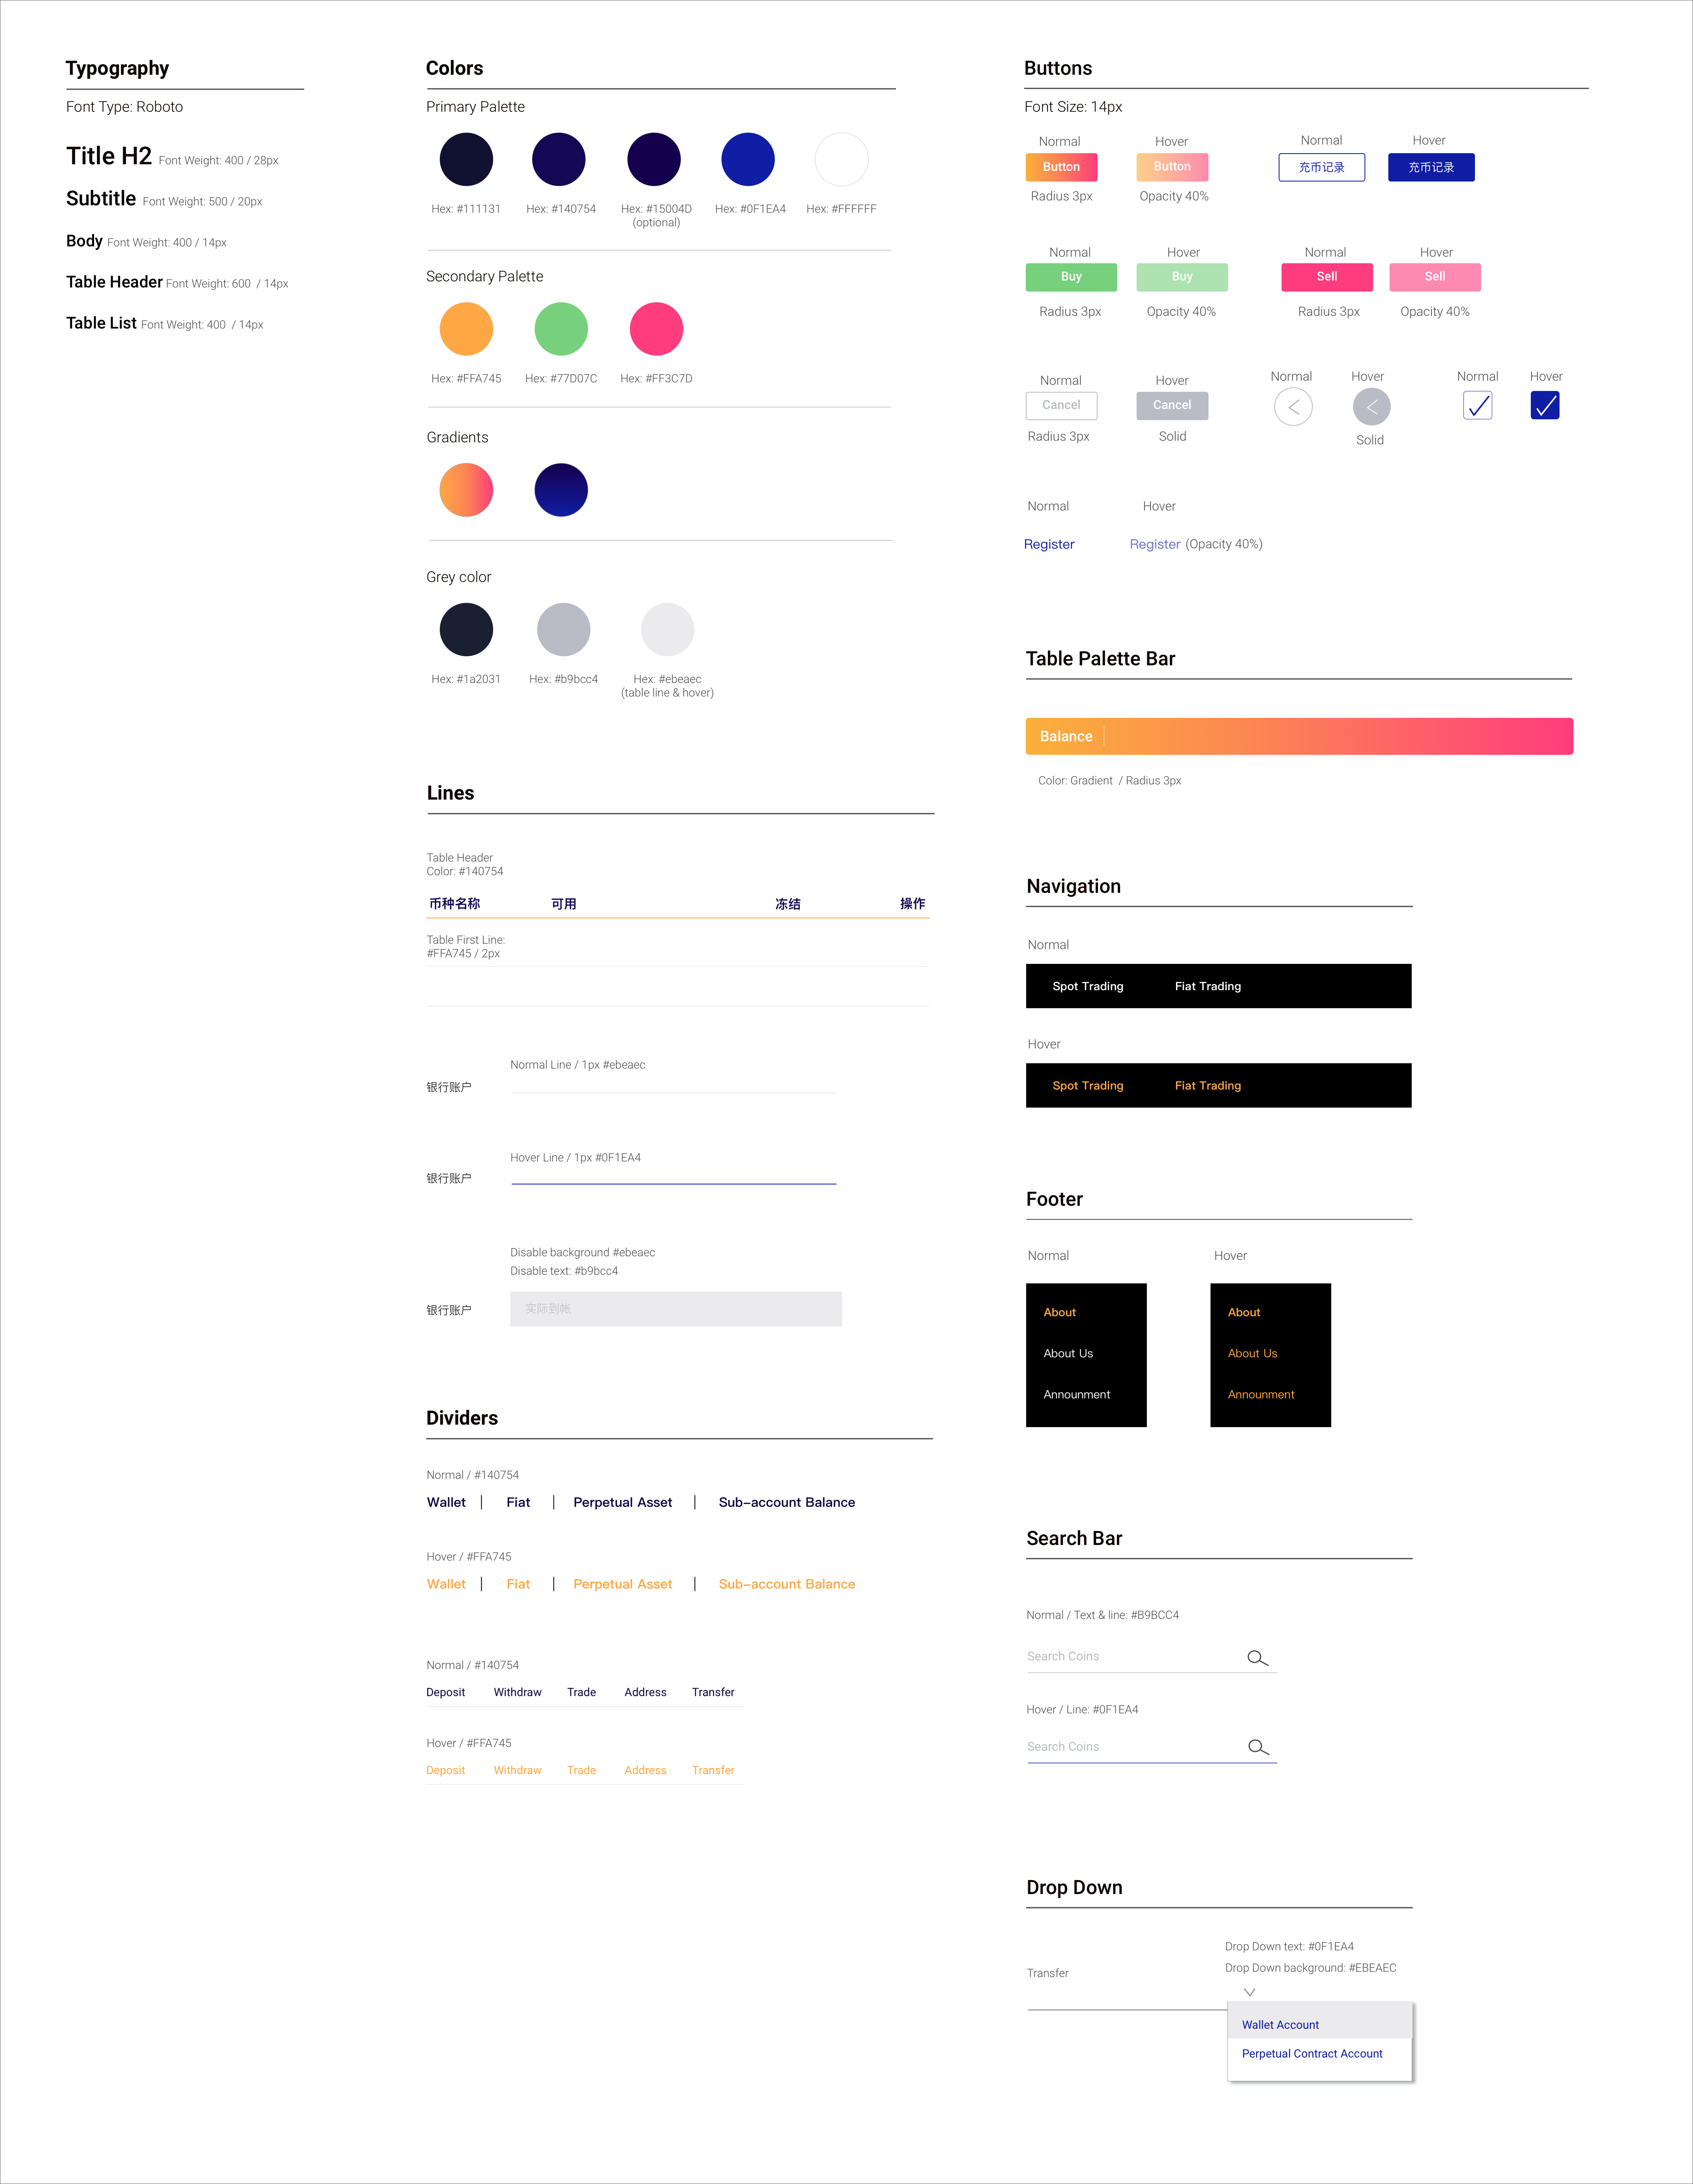 Typography
Font Type: Roboto
Title H2 Font Weight: 400 / 28px
Subtitle Font Weight: 500 / 20px
Body Font Weight: 400 / 14px
Table Header Font Weight: 600 / 14px
Table List Font Weight: 400 / 14px
Colors
Primary Palette
Hex: #111131 Hex: #140754 Hex: #15004D Hex: #0F1EA4 Hex: #FFFFFF
(optional)
Secondary Palette
Hex: #FFA745 Hex: #77D07C Hex: #FF3C7D
Gradients
Grey color
Hex: #1a2031 Hex: #b9bcc4 Hex: #ebeaec
(table line & hover)
Lines
Table Header
Color: #140754
币种名称 可用 冻结 操作
Table First Line:
#FFA745 / 2px
Normal Line / 1px #ebeaec
银行账户
Hover Line / 1px #0F1EA4
银行账户
Disable background #ebeaec
Disable text: #b9bcc4
银行账户 实际到帐
Dividers
Normal / #140754
Wallet | Fiat | Perpetual Asset | Sub-account Balance
Hover / #FFA745
Wallet | Fiat | Perpetual Asset | Sub-account Balance
Normal / #140754
Deposit Withdraw Trade Address Transfer
Hover / #FFA745
Deposit Withdraw Trade Address Transfer
Buttons
Font Size: 14px
Normal Hover Normal Hover
Button Button 充币记录 充币记录
Radius 3px Opacity 40%
Normal Hover Normal Hover
Buy Buy Sell Sell
Radius 3px Opacity 40% Radius 3px Opacity 40%
Normal Hover Normal Hover Normal Hover
Cancel Cancel
Radius 3px Solid Solid
Normal Hover
Register Register (Opacity 40%)
Table Palette Bar
Balance
Color: Gradient / Radius 3px
Navigation
Normal
Spot Trading Fiat Trading
Hover
Spot Trading Fiat Trading
Footer
Normal Hover
About About
About Us About Us
Announment Announment
Search Bar
Normal / Text & line: #B9BCC4
Search Coins
Hover / Line: #0F1EA4
Search Coins
Drop Down
Drop Down text: #0F1EA4
Drop Down background: #EBEAEC
Transfer
Wallet Account
Perpetual Contract Account